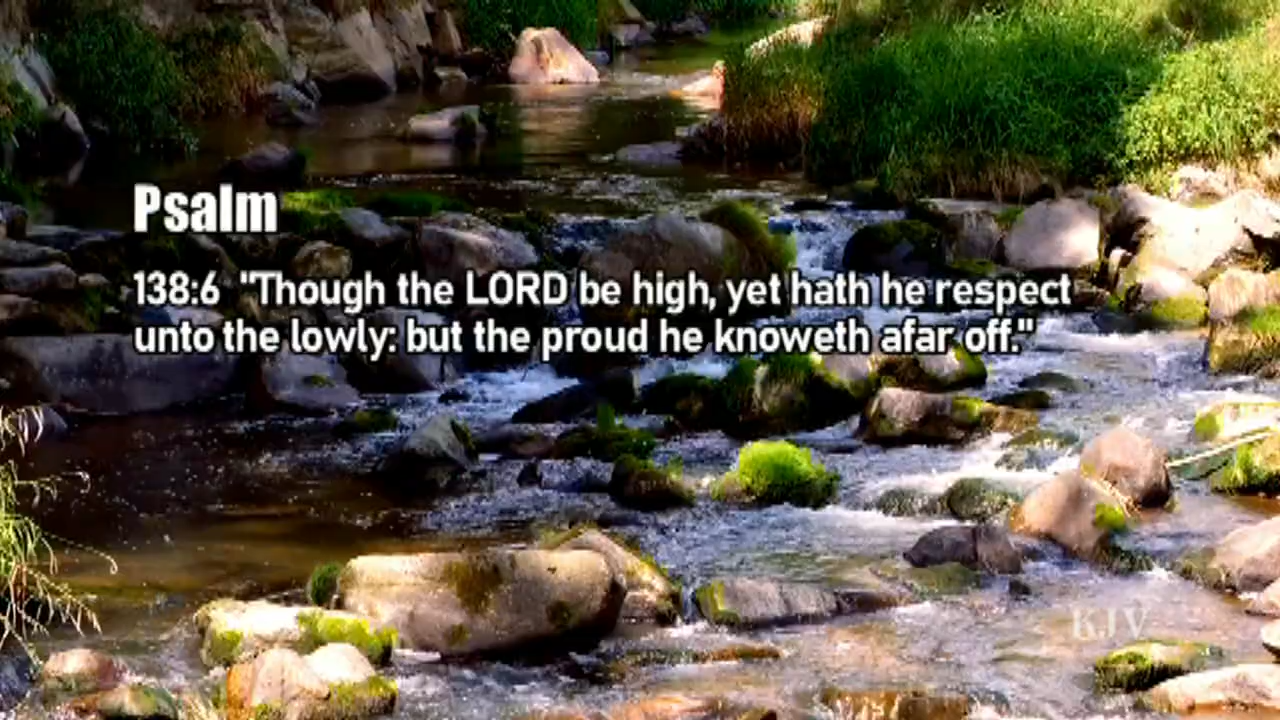 Psalm
138:6 "Though the LORD be high, yet hath he respect
unto the lowly: but the proud he knoweth afar off."
KJV